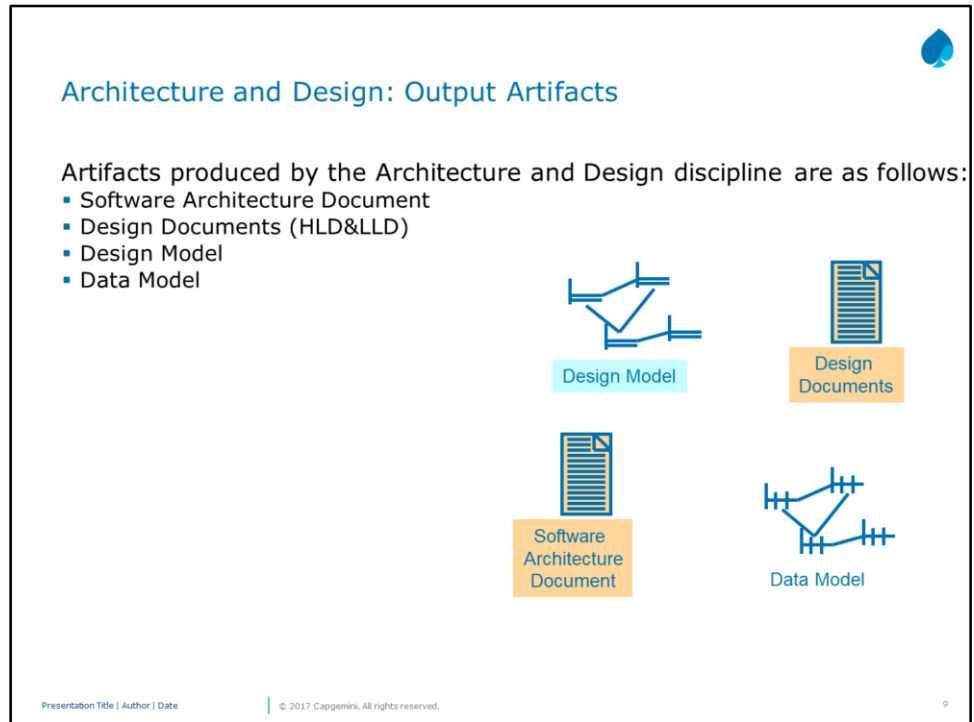 Architecture and Design: Output Artifacts
Artifacts produced by the Architecture and Design discipline are as follows:
▪ Software Architecture Document
▪ Design Documents (HLD&LLD)
▪ Design Model
▪ Data Model
Design Model
Design
Documents
Software
Architecture
Document
Data Model
Presentation Title | Author | Date
© 2017 Capgemini. All rights reserved.
9